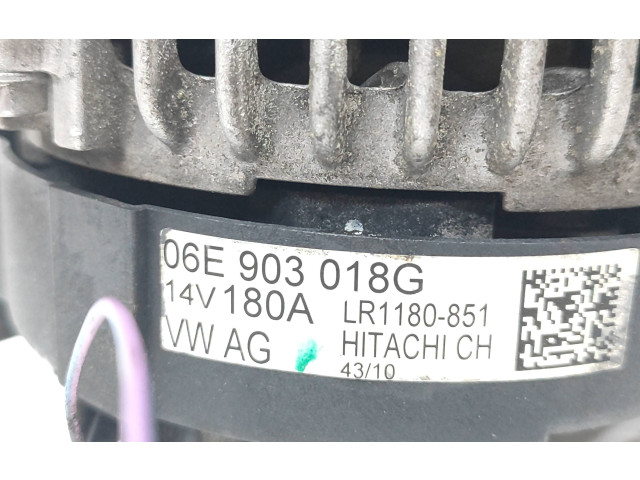 06E 903 018G
14V 180A LR1180-851
VW AG HITACHI CH
43/10